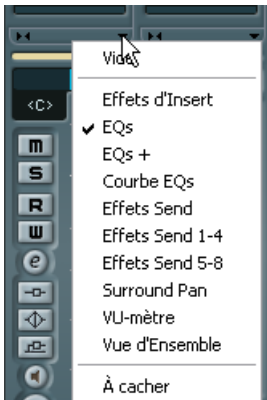 Vide
Effets d'Insert
EQs
EQs +
Courbe EQs
Effets Send
Effets Send 1-4
Effets Send 5-8
Surround Pan
VU-mètre
Vue d'Ensemble
À cacher
<C>
m
S
R
W
e